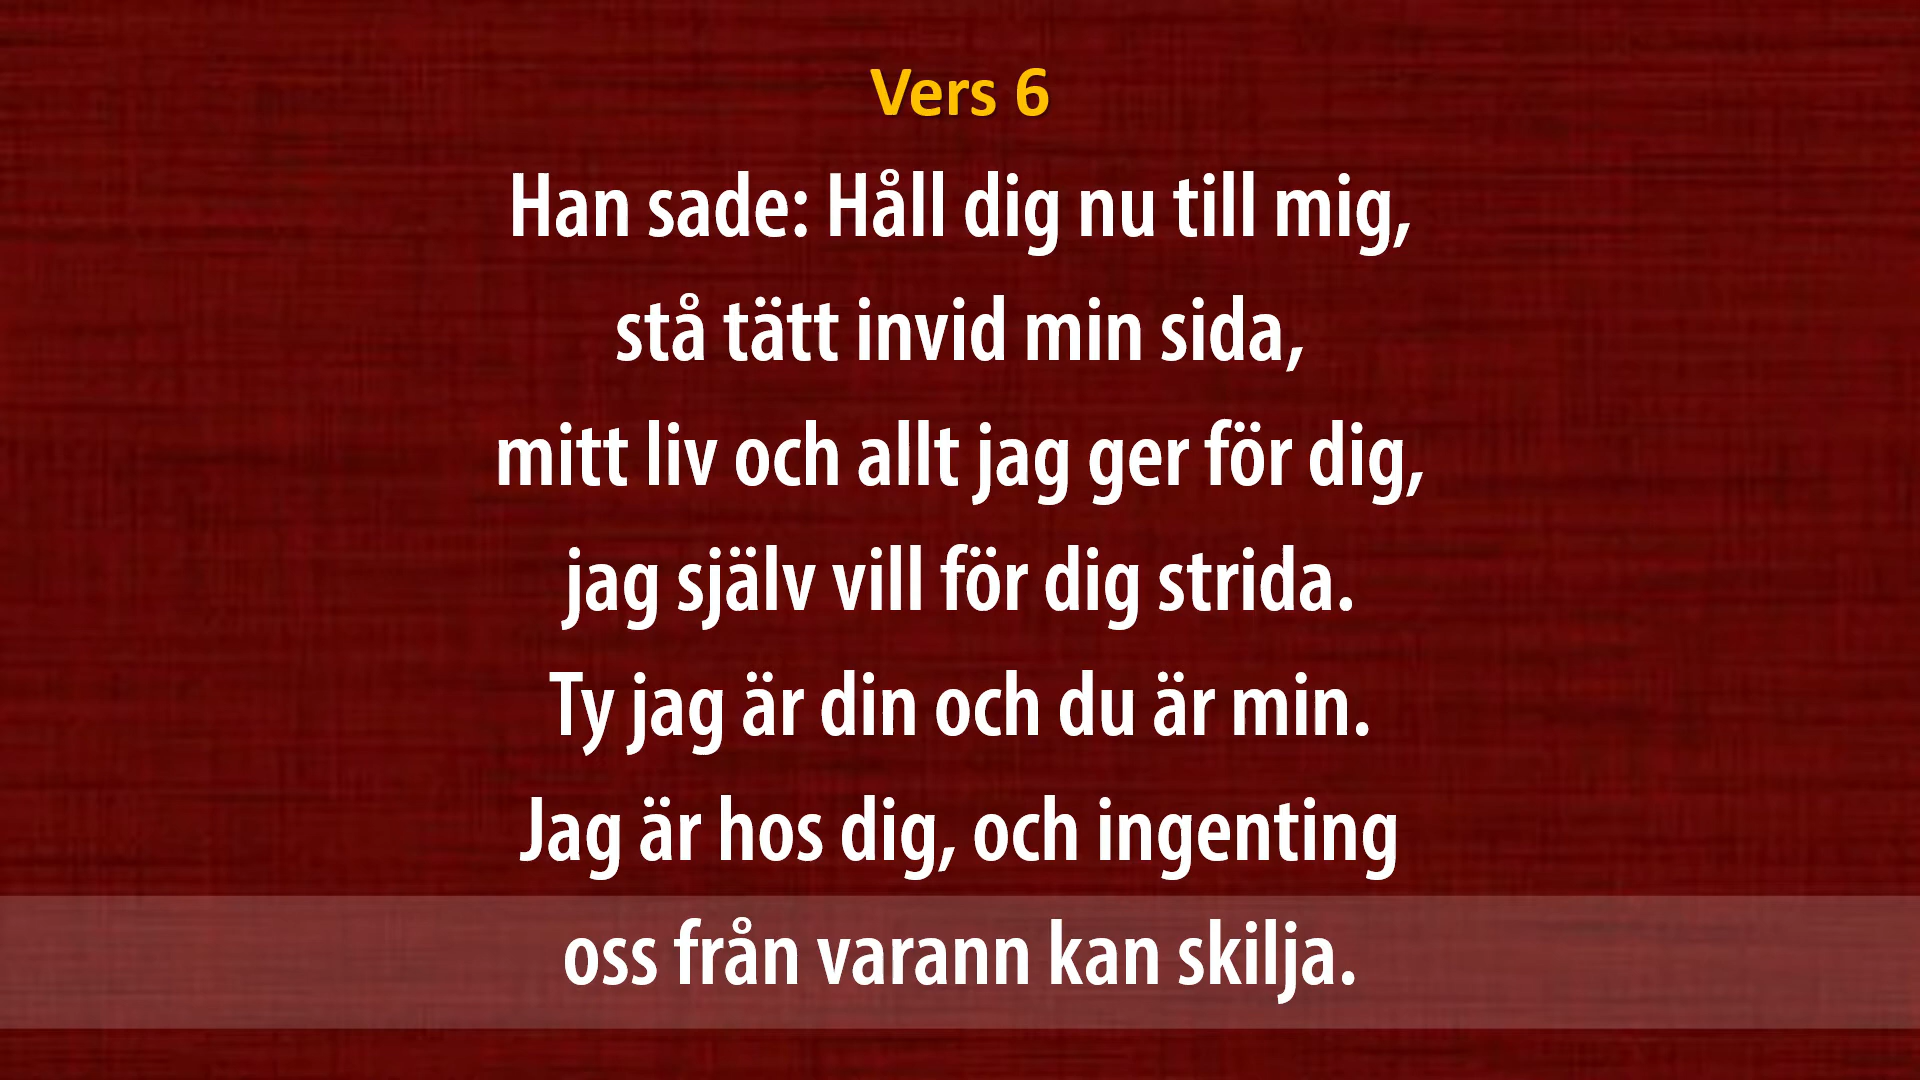 Vers 6
Han sade: Håll dig nu till mig,
stå tätt invid min sida,
mitt liv och allt jag ger för dig,
jag själv vill för dig strida.
Ty jag är din och du är min.
Jag är hos dig, och ingenting
oss från varann kan skilja.